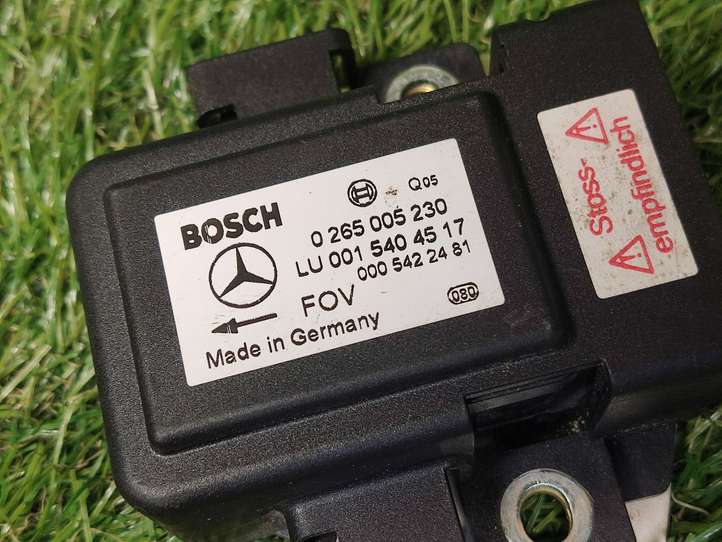 Q05
BOSCH
0 265 005 230
LU 001 540 45 17
000 542 24 81
FOV
080
Made in Germany
Stoss-
empfindlich